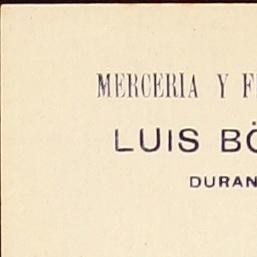 MERCERIA Y F
LUIS BÖ
DURAN